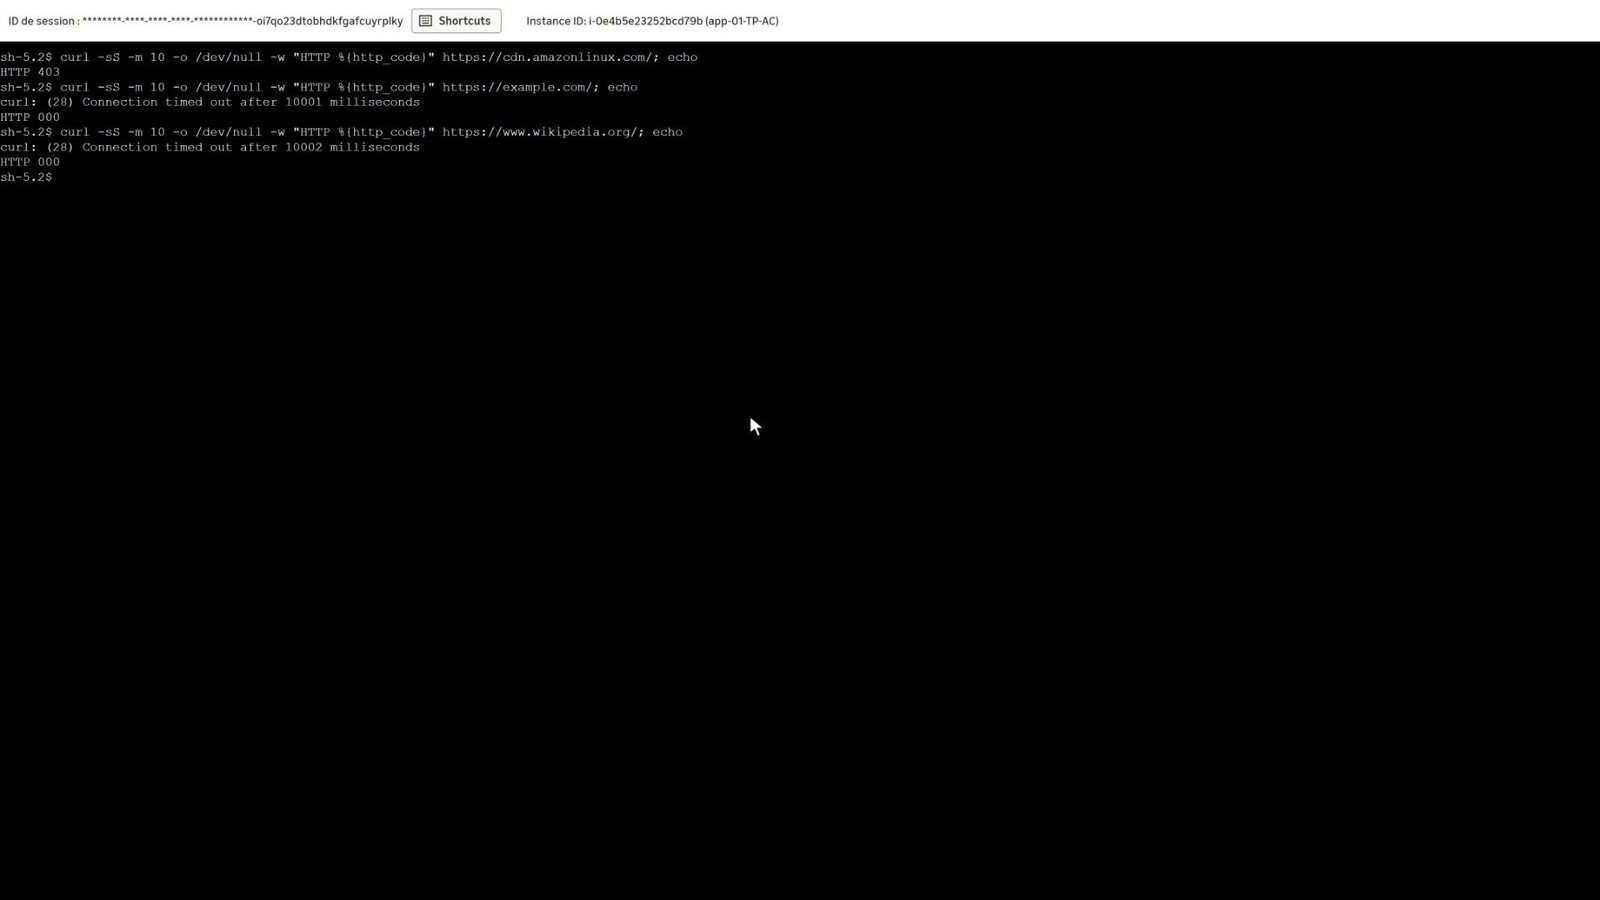 ID de session : ********-****-****-****-************-oi7qo23dtobhdkfgafcuyrplky Shortcuts Instance ID: i-0e4b5e23252bcd79b (app-01-TP-AC)
sh-5.2$ curl -sS -m 10 -o /dev/null -w "HTTP %{http_code}" https://cdn.amazonlinux.com/; echo
HTTP 403
sh-5.2$ curl -sS -m 10 -o /dev/null -w "HTTP %{http_code}" https://example.com/; echo
curl: (28) Connection timed out after 10001 milliseconds
HTTP 000
sh-5.2$ curl -sS -m 10 -o /dev/null -w "HTTP %{http_code}" https://www.wikipedia.org/; echo
curl: (28) Connection timed out after 10002 milliseconds
HTTP 000
sh-5.2$